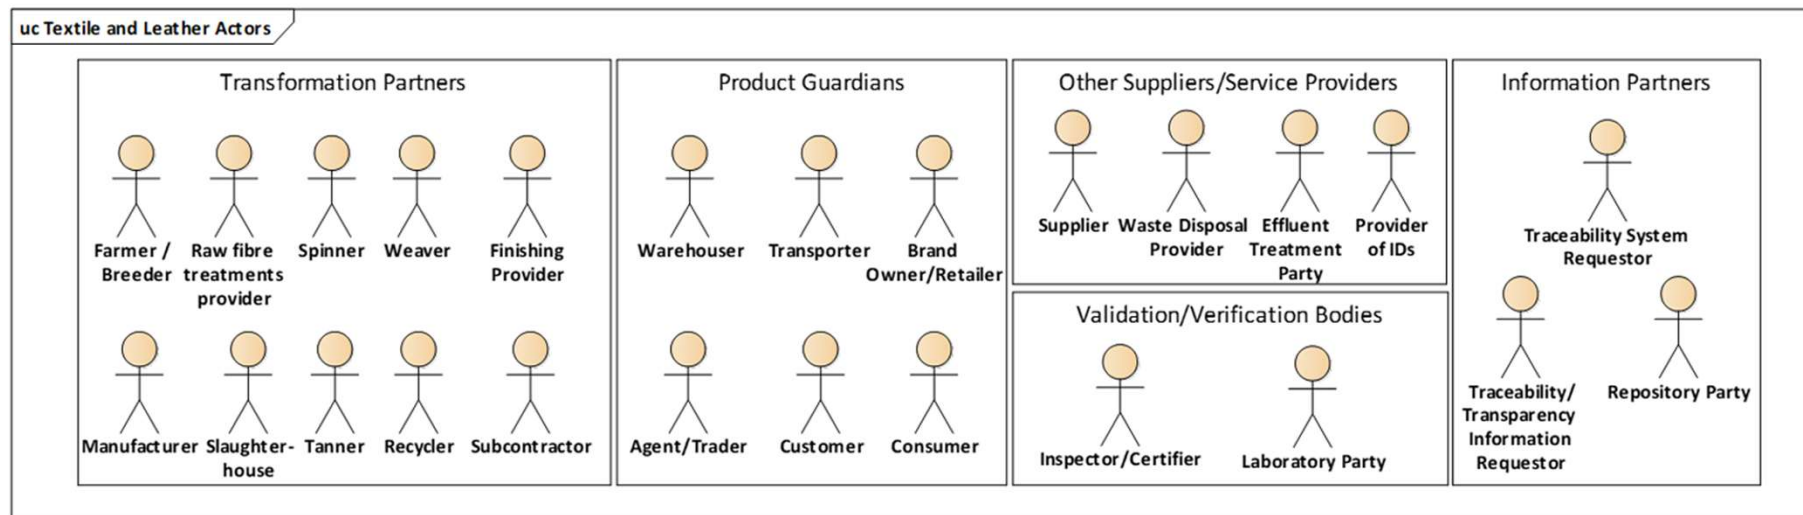 uc Textile and Leather Actors
Transformation Partners
Farmer /
Breeder
Raw fibre
treatments
provider
Spinner
Weaver
Finishing
Provider
Manufacturer
Slaughter-
house
Tanner
Recycler
Subcontractor
Product Guardians
Warehouser
Transporter
Brand
Owner/Retailer
Agent/Trader
Customer
Consumer
Other Suppliers/Service Providers
Supplier
Waste Disposal
Provider
Effluent
Treatment
Party
Provider
of IDs
Validation/Verification Bodies
Inspector/Certifier
Laboratory Party
Information Partners
Traceability System
Requestor
Traceability/
Transparency
Information
Requestor
Repository Party